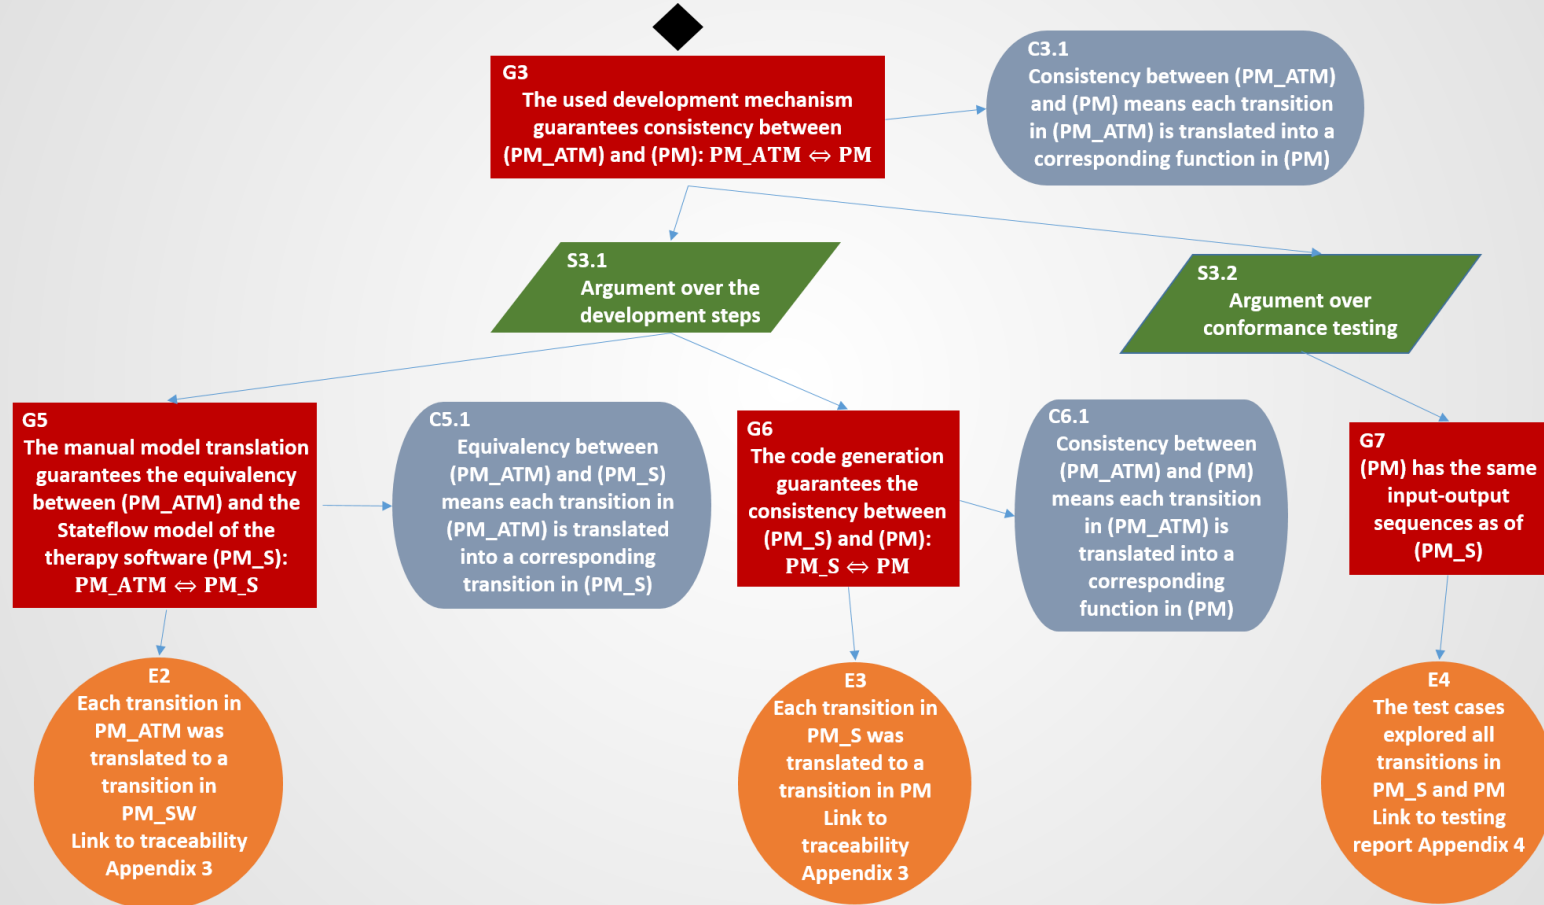 G3
The used development mechanism
guarantees consistency between
(PM_ATM) and (PM): PM_ATM ⇔ PM
C3.1
Consistency between (PM_ATM)
and (PM) means each transition
in (PM_ATM) is translated into a
corresponding function in (PM)
S3.1
Argument over the
development steps
S3.2
Argument over
conformance testing
G5
The manual model translation
guarantees the equivalency
between (PM_ATM) and the
Stateflow model of the
therapy software (PM_S):
PM_ATM ⇔ PM_S
C5.1
Equivalency between
(PM_ATM) and (PM_S)
means each transition in
(PM_ATM) is translated
into a corresponding
transition in (PM_S)
G6
The code generation
guarantees the
consistency between
(PM_S) and (PM):
PM_S ⇔ PM
C6.1
Consistency between
(PM_ATM) and (PM)
means each transition
in (PM_ATM) is
translated into a
corresponding
function in (PM)
G7
(PM) has the same
input-output
sequences as of
(PM_S)
E2
Each transition in
PM_ATM was
translated to a
transition in
PM_SW
Link to traceability
Appendix 3
E3
Each transition in
PM_S was
translated to a
transition in PM
Link to
traceability
Appendix 3
E4
The test cases
explored all
transitions in
PM_S and PM
Link to testing
report Appendix 4